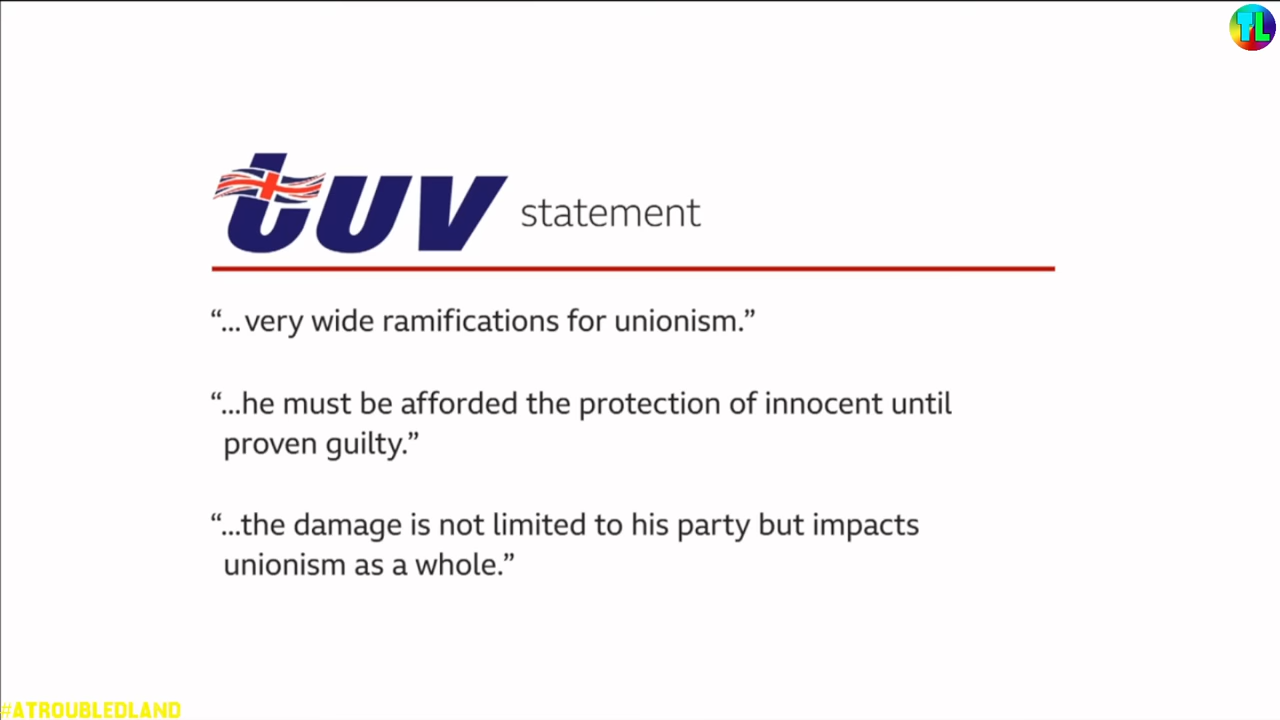 TL
tuv statement
“...very wide ramifications for unionism.”
“...he must be afforded the protection of innocent until
proven guilty.”
“...the damage is not limited to his party but impacts
unionism as a whole.”
#ATROUBLEDLAND